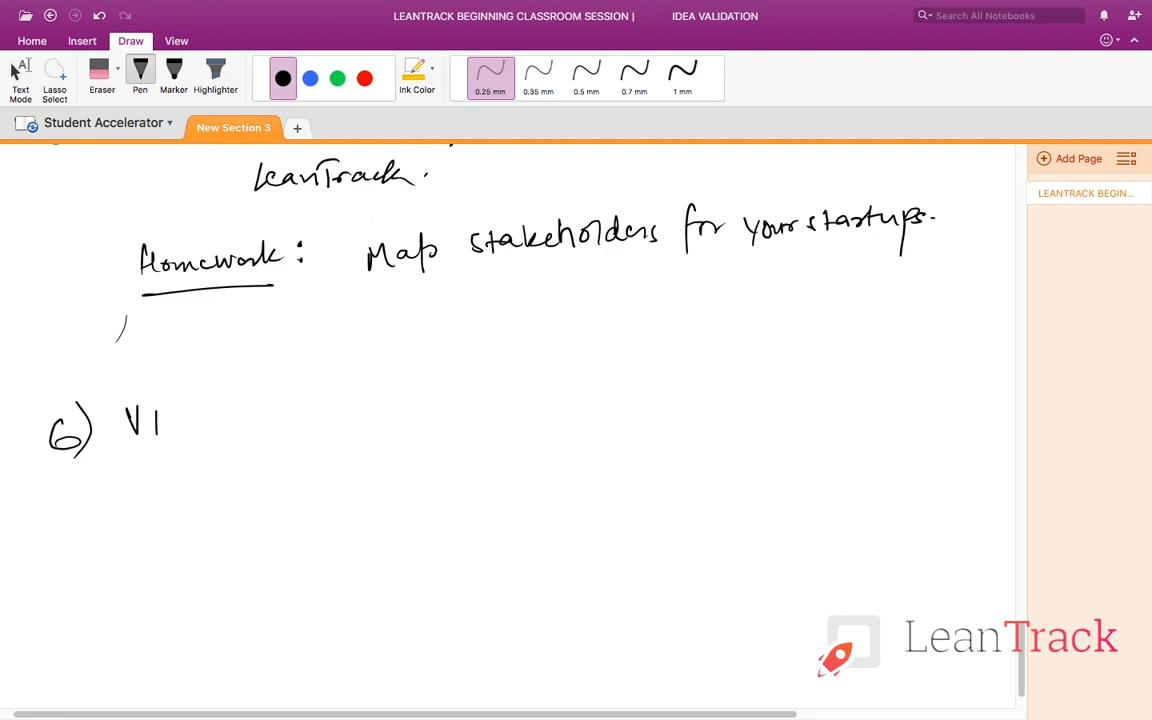 LEANTRACK BEGINNING CLASSROOM SESSION | IDEA VALIDATION
Search All Notebooks
Home Insert Draw View
Text Mode
Lasso Select
Eraser
Pen
Marker
Highlighter
Ink Color
0.25 mm 0.35 mm 0.5 mm 0.7 mm 1 mm
Student Accelerator
New Section 3
+
Add Page
LEANTRACK BEGIN...
LeanTrack.
Homework: Map stakeholders for your startups.
6) VI
LeanTrack